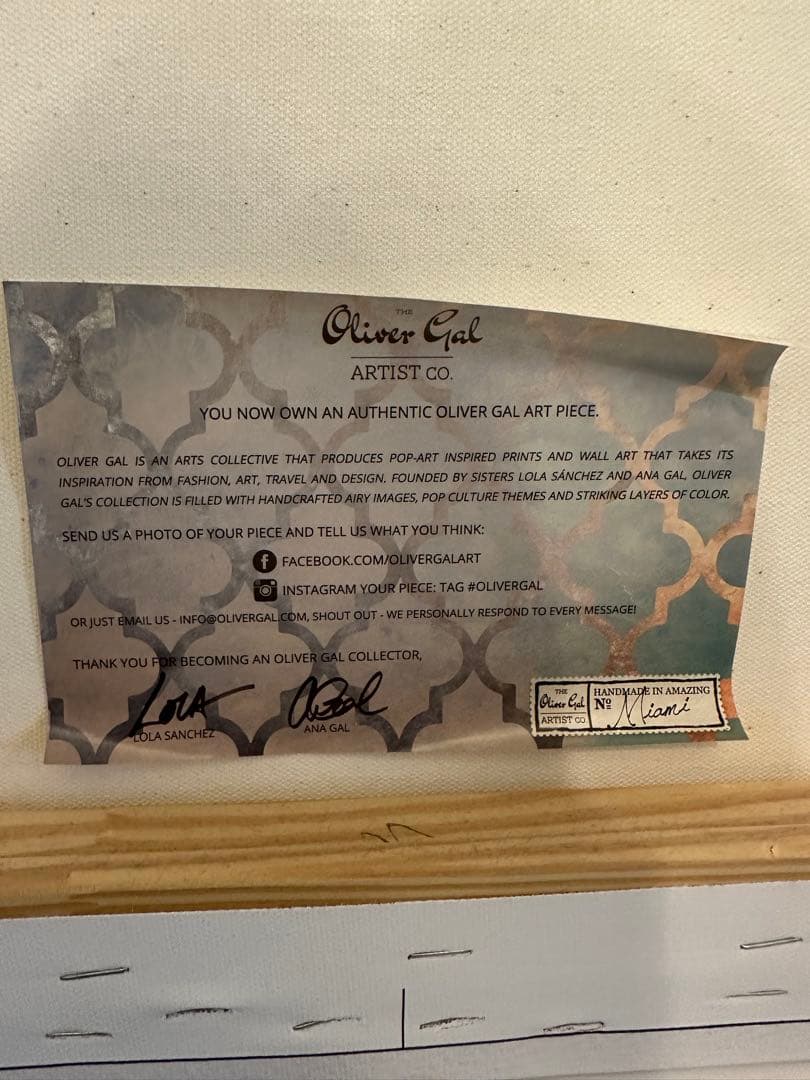 THE
Oliver Gal
ARTIST CO.
YOU NOW OWN AN AUTHENTIC OLIVER GAL ART PIECE.
OLIVER GAL IS AN ARTS COLLECTIVE THAT PRODUCES POP-ART INSPIRED PRINTS AND WALL ART THAT TAKES ITS
INSPIRATION FROM FASHION, ART, TRAVEL AND DESIGN. FOUNDED BY SISTERS LOLA SÁNCHEZ AND ANA GAL, OLIVER
GAL'S COLLECTION IS FILLED WITH HANDCRAFTED AIRY IMAGES, POP CULTURE THEMES AND STRIKING LAYERS OF COLOR.
SEND US A PHOTO OF YOUR PIECE AND TELL US WHAT YOU THINK:
FACEBOOK.COM/OLIVERGALART
INSTAGRAM YOUR PIECE: TAG #OLIVERGAL
OR JUST EMAIL US - INFO@OLIVERGAL.COM, SHOUT OUT - WE PERSONALLY RESPOND TO EVERY MESSAGE!
THANK YOU FOR BECOMING AN OLIVER GAL COLLECTOR,
LOLA
LOLA SANCHEZ
ANA GAL
THE
Oliver Gal
ARTIST CO.
HANDMADE IN AMAZING
Nº Miami